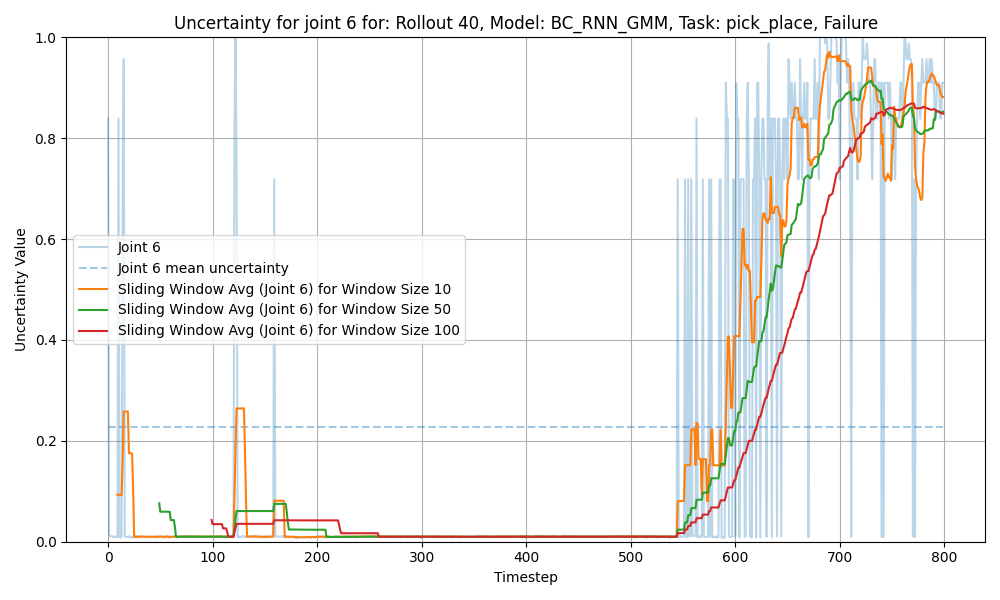 Uncertainty for joint 6 for: Rollout 40, Model: BC_RNN_GMM, Task: pick_place, Failure
1.0
0.8
0.6
0.4
0.2
0.0
Uncertainty Value
Joint 6
Joint 6 mean uncertainty
Sliding Window Avg (Joint 6) for Window Size 10
Sliding Window Avg (Joint 6) for Window Size 50
Sliding Window Avg (Joint 6) for Window Size 100
0 100 200 300 400 500 600 700 800
Timestep